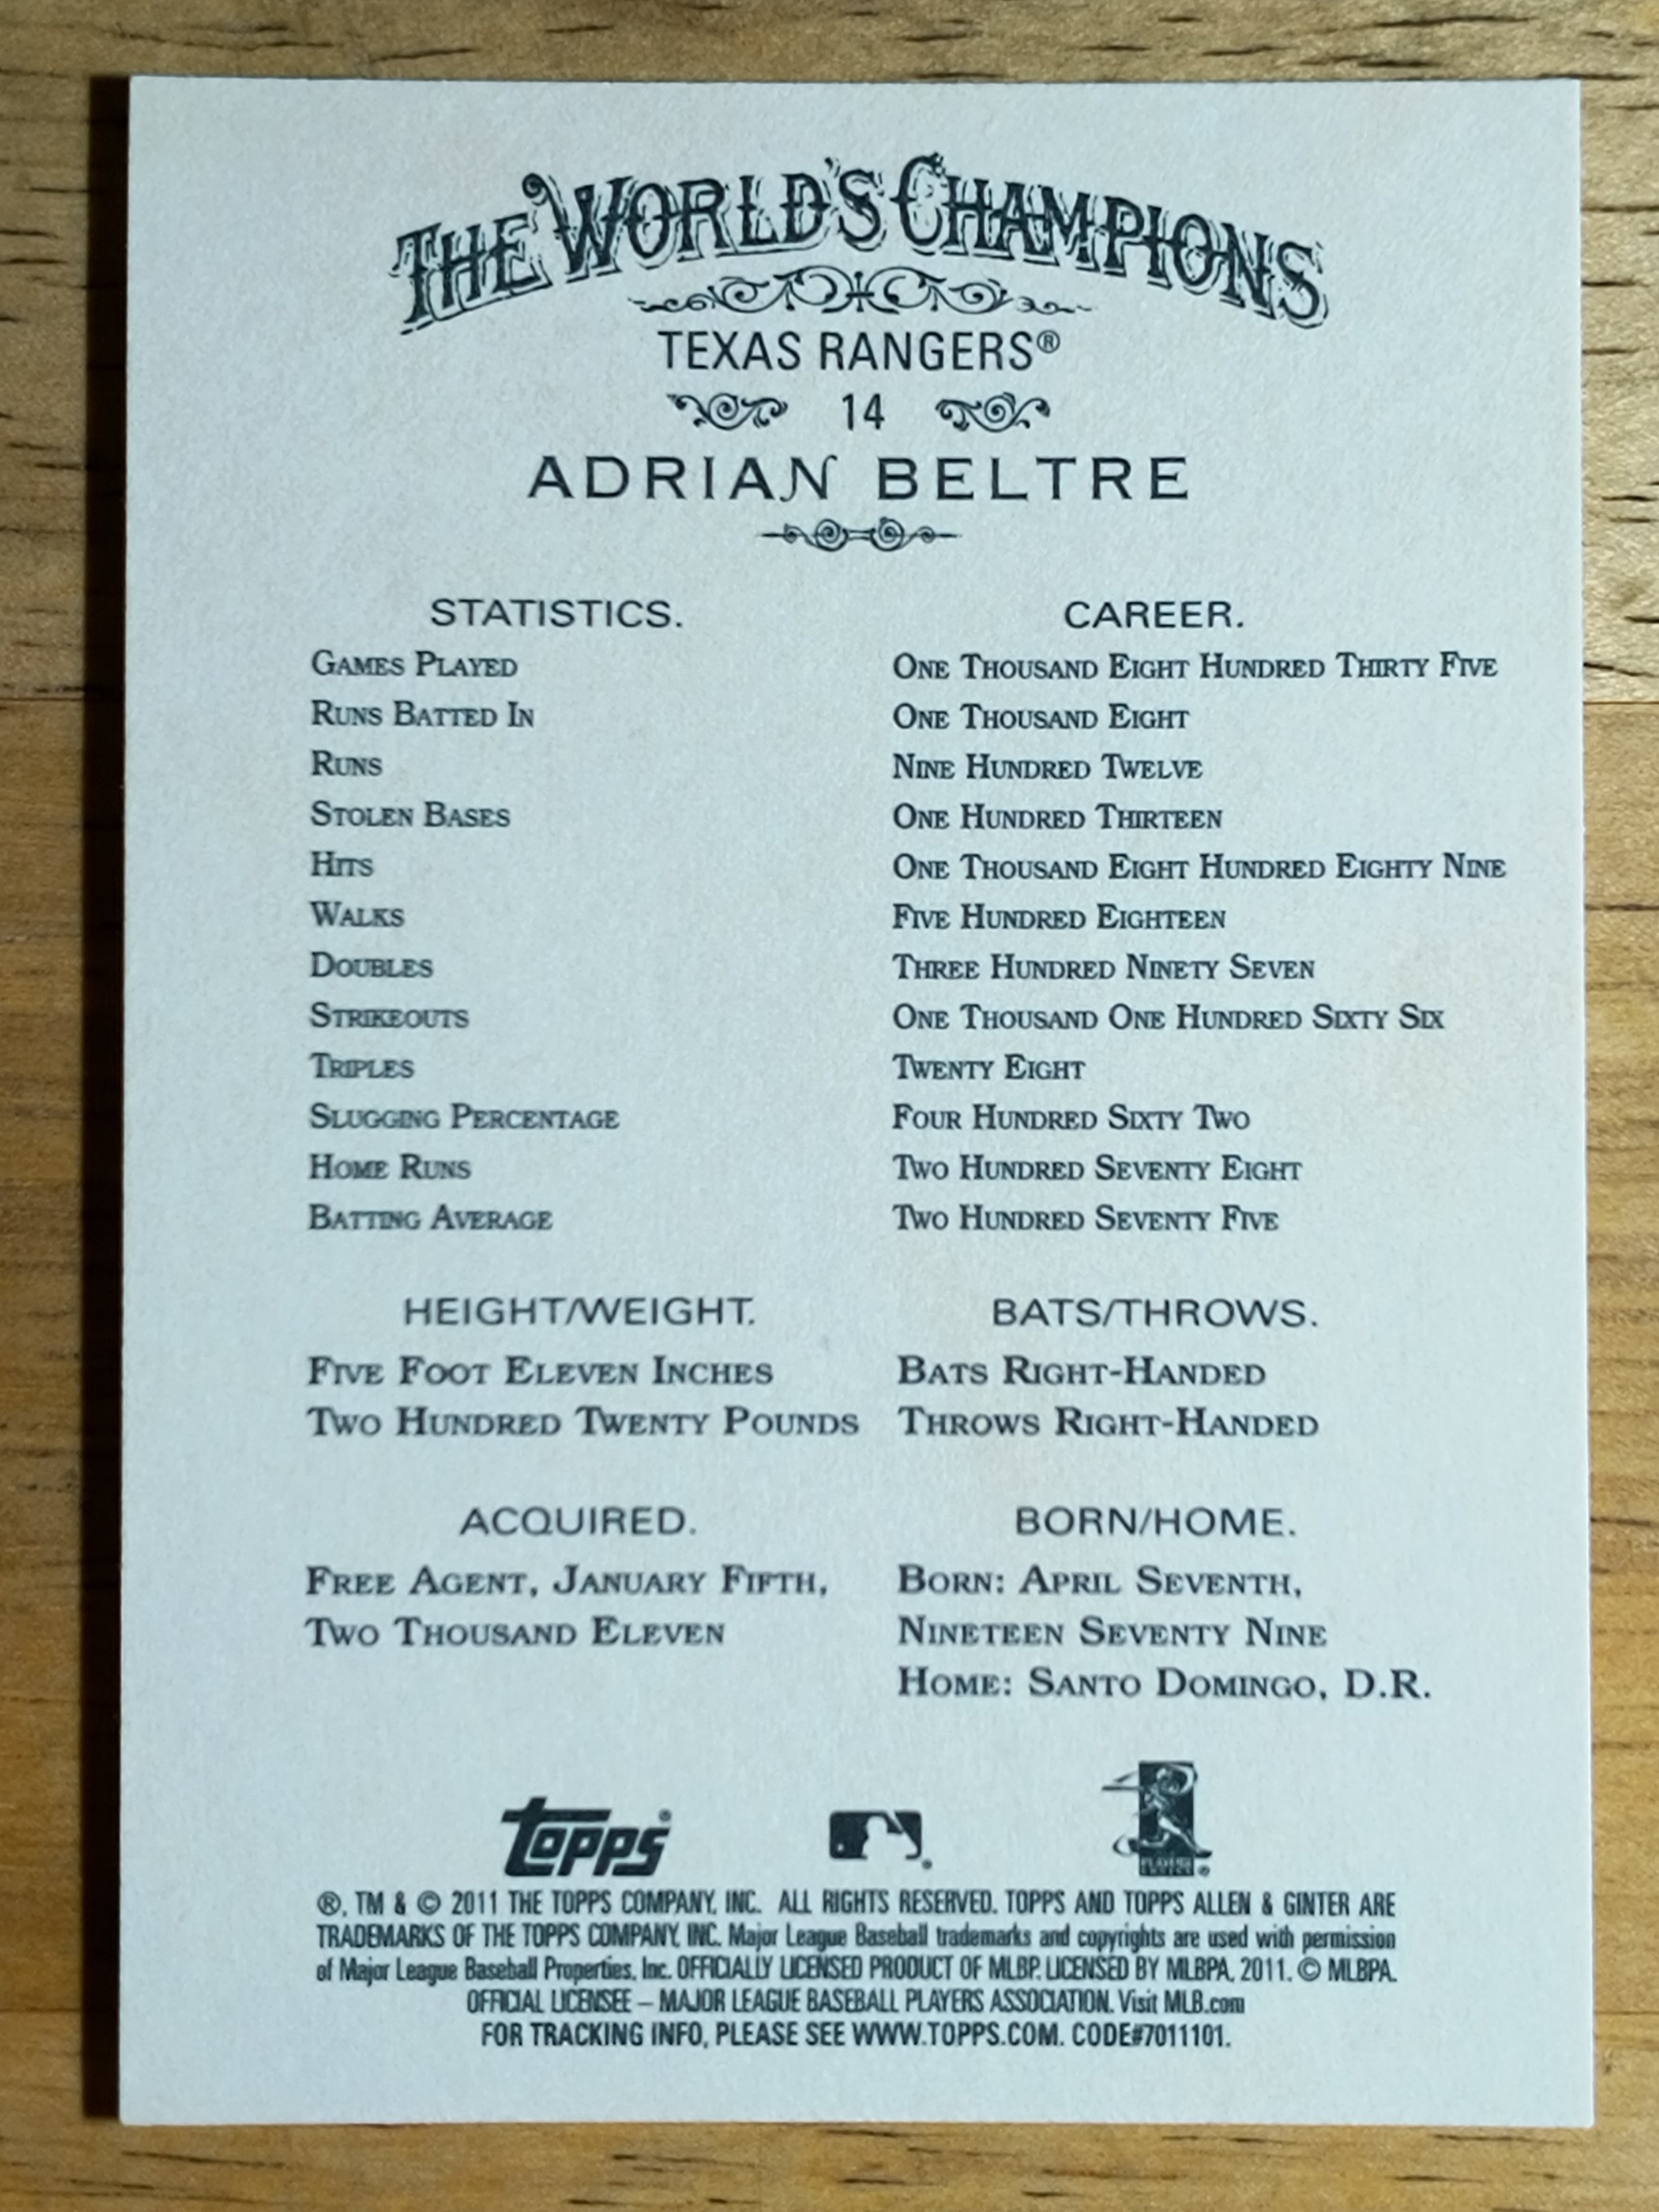 THE WORLD'S CHAMPIONS
TEXAS RANGERS®
14
ADRIAN BELTRE
STATISTICS. CAREER.
GAMES PLAYED ONE THOUSAND EIGHT HUNDRED THIRTY FIVE
RUNS BATTED IN ONE THOUSAND EIGHT
RUNS NINE HUNDRED TWELVE
STOLEN BASES ONE HUNDRED THIRTEEN
HITS ONE THOUSAND EIGHT HUNDRED EIGHTY NINE
WALKS FIVE HUNDRED EIGHTEEN
DOUBLES THREE HUNDRED NINETY SEVEN
STRIKEOUTS ONE THOUSAND ONE HUNDRED SIXTY SIX
TRIPLES TWENTY EIGHT
SLUGGING PERCENTAGE FOUR HUNDRED SIXTY TWO
HOME RUNS TWO HUNDRED SEVENTY EIGHT
BATTING AVERAGE TWO HUNDRED SEVENTY FIVE
HEIGHT/WEIGHT. BATS/THROWS.
FIVE FOOT ELEVEN INCHES BATS RIGHT-HANDED
TWO HUNDRED TWENTY POUNDS THROWS RIGHT-HANDED
ACQUIRED. BORN/HOME.
FREE AGENT, JANUARY FIFTH, BORN: APRIL SEVENTH,
TWO THOUSAND ELEVEN NINETEEN SEVENTY NINE
HOME: SANTO DOMINGO, D.R.
Topps®
PLAYERS CHOICE®
®, TM & © 2011 THE TOPPS COMPANY, INC. ALL RIGHTS RESERVED. TOPPS AND TOPPS ALLEN & GINTER ARE
TRADEMARKS OF THE TOPPS COMPANY, INC. Major League Baseball trademarks and copyrights are used with permission
of Major League Baseball Properties, Inc. OFFICIALLY LICENSED PRODUCT OF MLBP. LICENSED BY MLBPA, 2011. © MLBPA.
OFFICIAL LICENSEE – MAJOR LEAGUE BASEBALL PLAYERS ASSOCIATION. Visit MLB.com
FOR TRACKING INFO, PLEASE SEE WWW.TOPPS.COM. CODE#7011101.